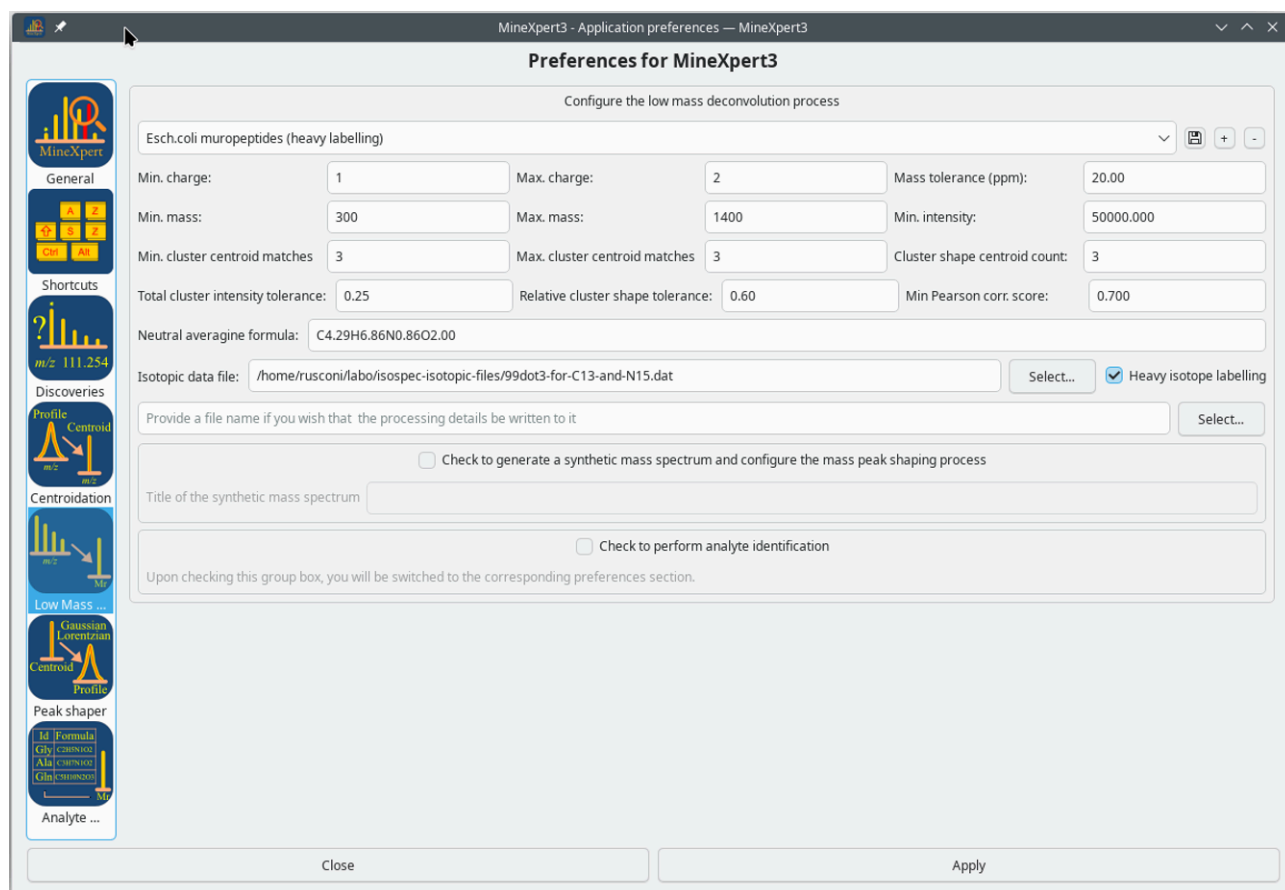 MineXpert3 - Application preferences — MineXpert3
Preferences for MineXpert3
MineXpert
General
A Z
S Z
Ctrl Alt
Shortcuts
?
m/z 111.254
Discoveries
Profile
Centroid
m/z
m/z
Centroidation
m/z
Mr
Low Mass ...
Gaussian
Lorentzian
Centroid
Profile
Peak shaper
Id Formula
Gly C2H5N1O2
Ala C3H7N1O2
Gln C5H10N2O3
Mr
Analyte ...
Configure the low mass deconvolution process
Esch.coli muropeptides (heavy labelling) + -
Min. charge: 1 Max. charge: 2 Mass tolerance (ppm): 20.00
Min. mass: 300 Max. mass: 1400 Min. intensity: 50000.000
Min. cluster centroid matches 3 Max. cluster centroid matches 3 Cluster shape centroid count: 3
Total cluster intensity tolerance: 0.25 Relative cluster shape tolerance: 0.60 Min Pearson corr. score: 0.700
Neutral averagine formula: C4.29H6.86N0.86O2.00
Isotopic data file: /home/rusconi/labo/isospec-isotopic-files/99dot3-for-C13-and-N15.dat Select... Heavy isotope labelling
Provide a file name if you wish that  the processing details be written to it Select...
Check to generate a synthetic mass spectrum and configure the mass peak shaping process
Title of the synthetic mass spectrum
Check to perform analyte identification
Upon checking this group box, you will be switched to the corresponding preferences section.
Close Apply